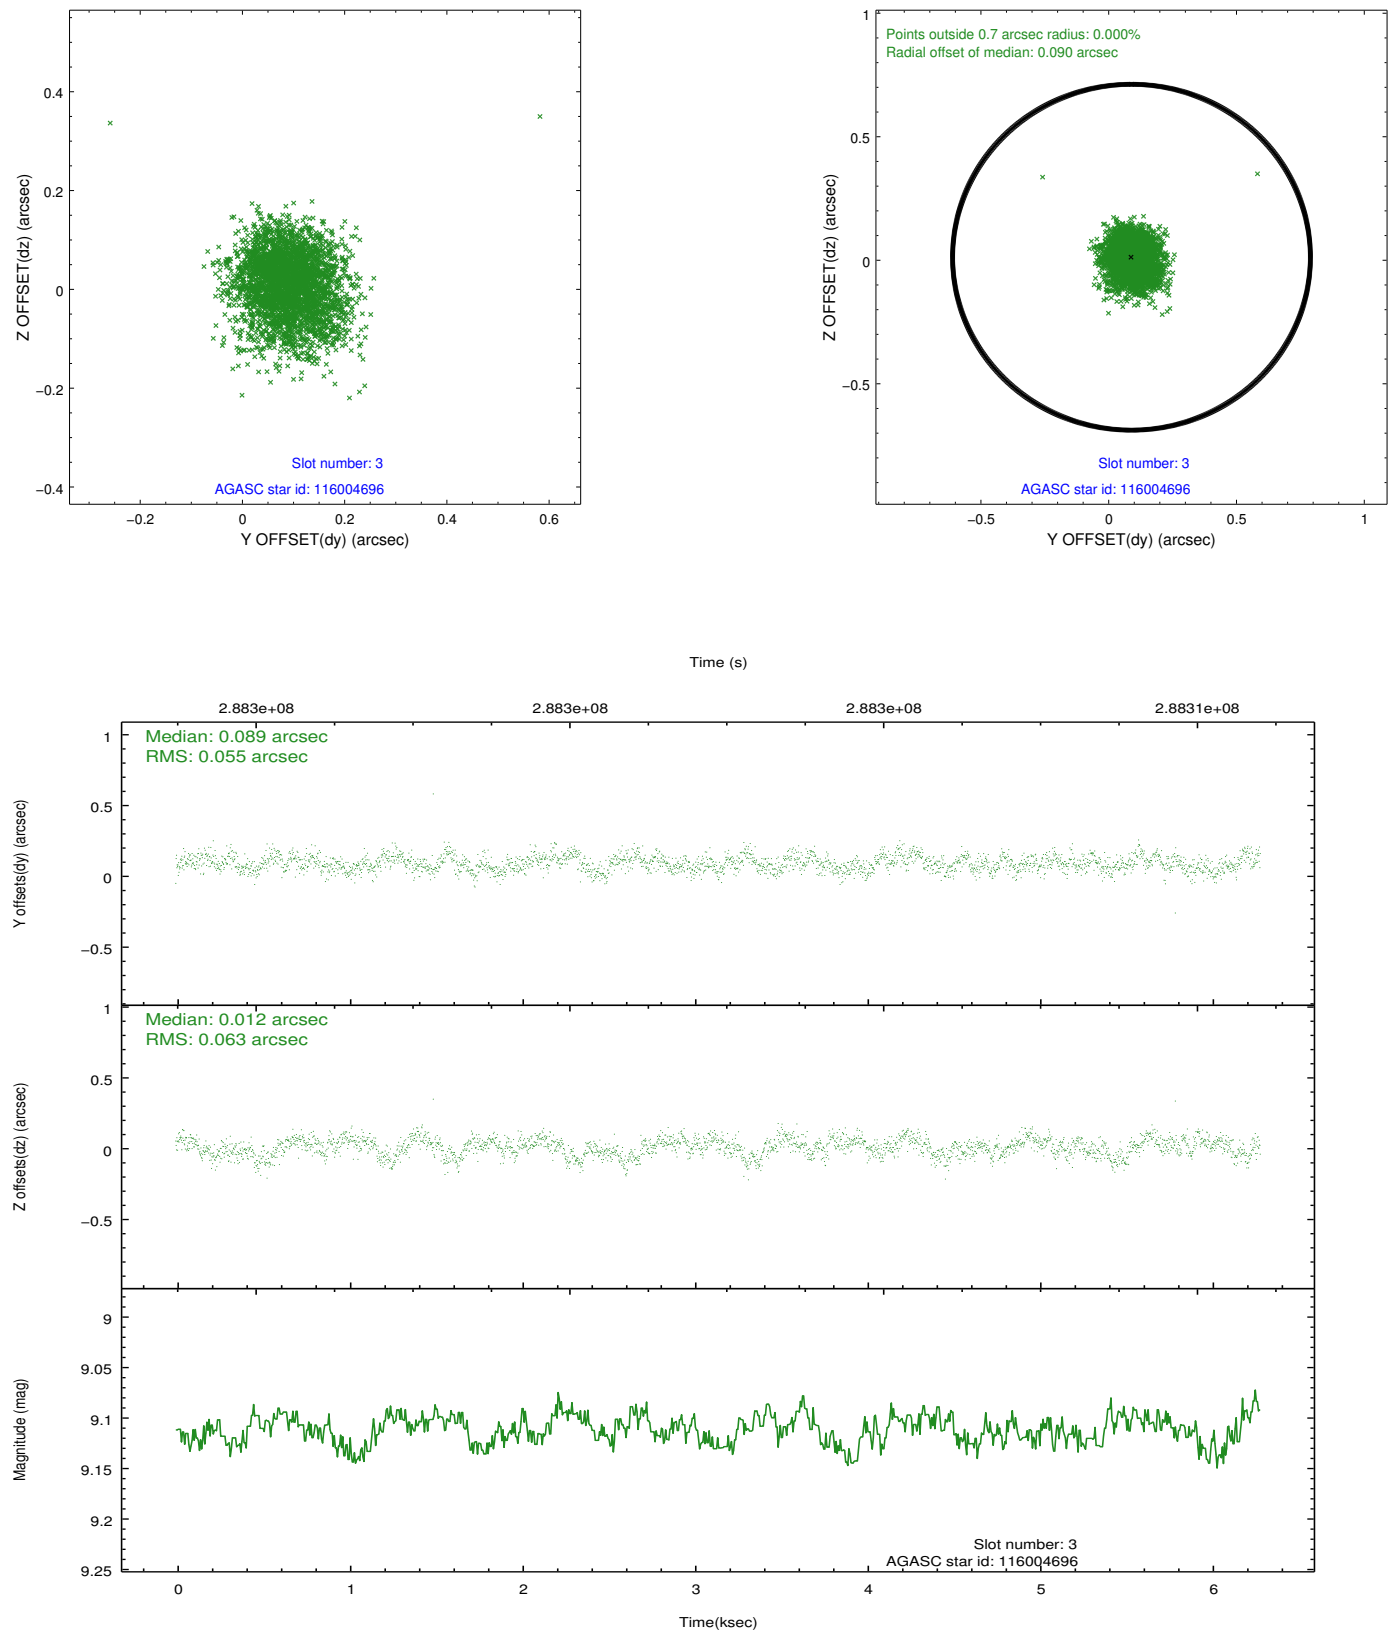 0.4
0.2
0
−0.2
−0.4
Z OFFSET(dz) (arcsec)
Slot number: 3
AGASC star id: 116004696
−0.2 0 0.2 0.4 0.6
Y OFFSET(dy) (arcsec)
1
0.5
0
−0.5
Z OFFSET(dz) (arcsec)
Points outside 0.7 arcsec radius: 0.000%
Radial offset of median: 0.090 arcsec
Slot number: 3
AGASC star id: 116004696
−0.5 0 0.5 1
Y OFFSET(dy) (arcsec)
Time (s)
2.883e+08 2.883e+08 2.883e+08 2.8831e+08
Median: 0.089 arcsec
RMS: 0.055 arcsec
1
0.5
0
−0.5
Y offsets(dy) (arcsec)
Median: 0.012 arcsec
RMS: 0.063 arcsec
1
0.5
0
−0.5
Z offsets(dz) (arcsec)
9
9.05
9.1
9.15
9.2
9.25
Magnitude (mag)
Slot number: 3
AGASC star id: 116004696
0 1 2 3 4 5 6
Time(ksec)